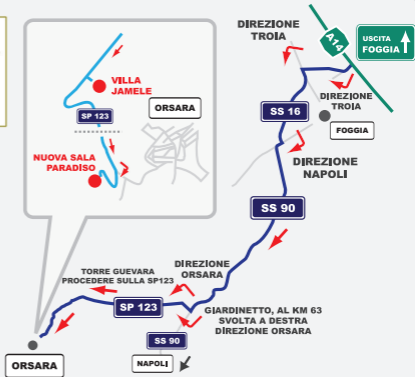 DIREZIONE
TROIA
A14
USCITA
FOGGIA
VILLA
JAMELE
SP 123
ORSARA
NUOVA SALA
PARADISO
DIREZIONE
TROIA
SS 16
FOGGIA
DIREZIONE
NAPOLI
SS 90
DIREZIONE
ORSARA
TORRE GUEVARA
PROCEDERE SULLA SP123
SP 123
GIARDINETTO, AL KM 63
SVOLTA A DESTRA
DIREZIONE ORSARA
SS 90
ORSARA
NAPOLI